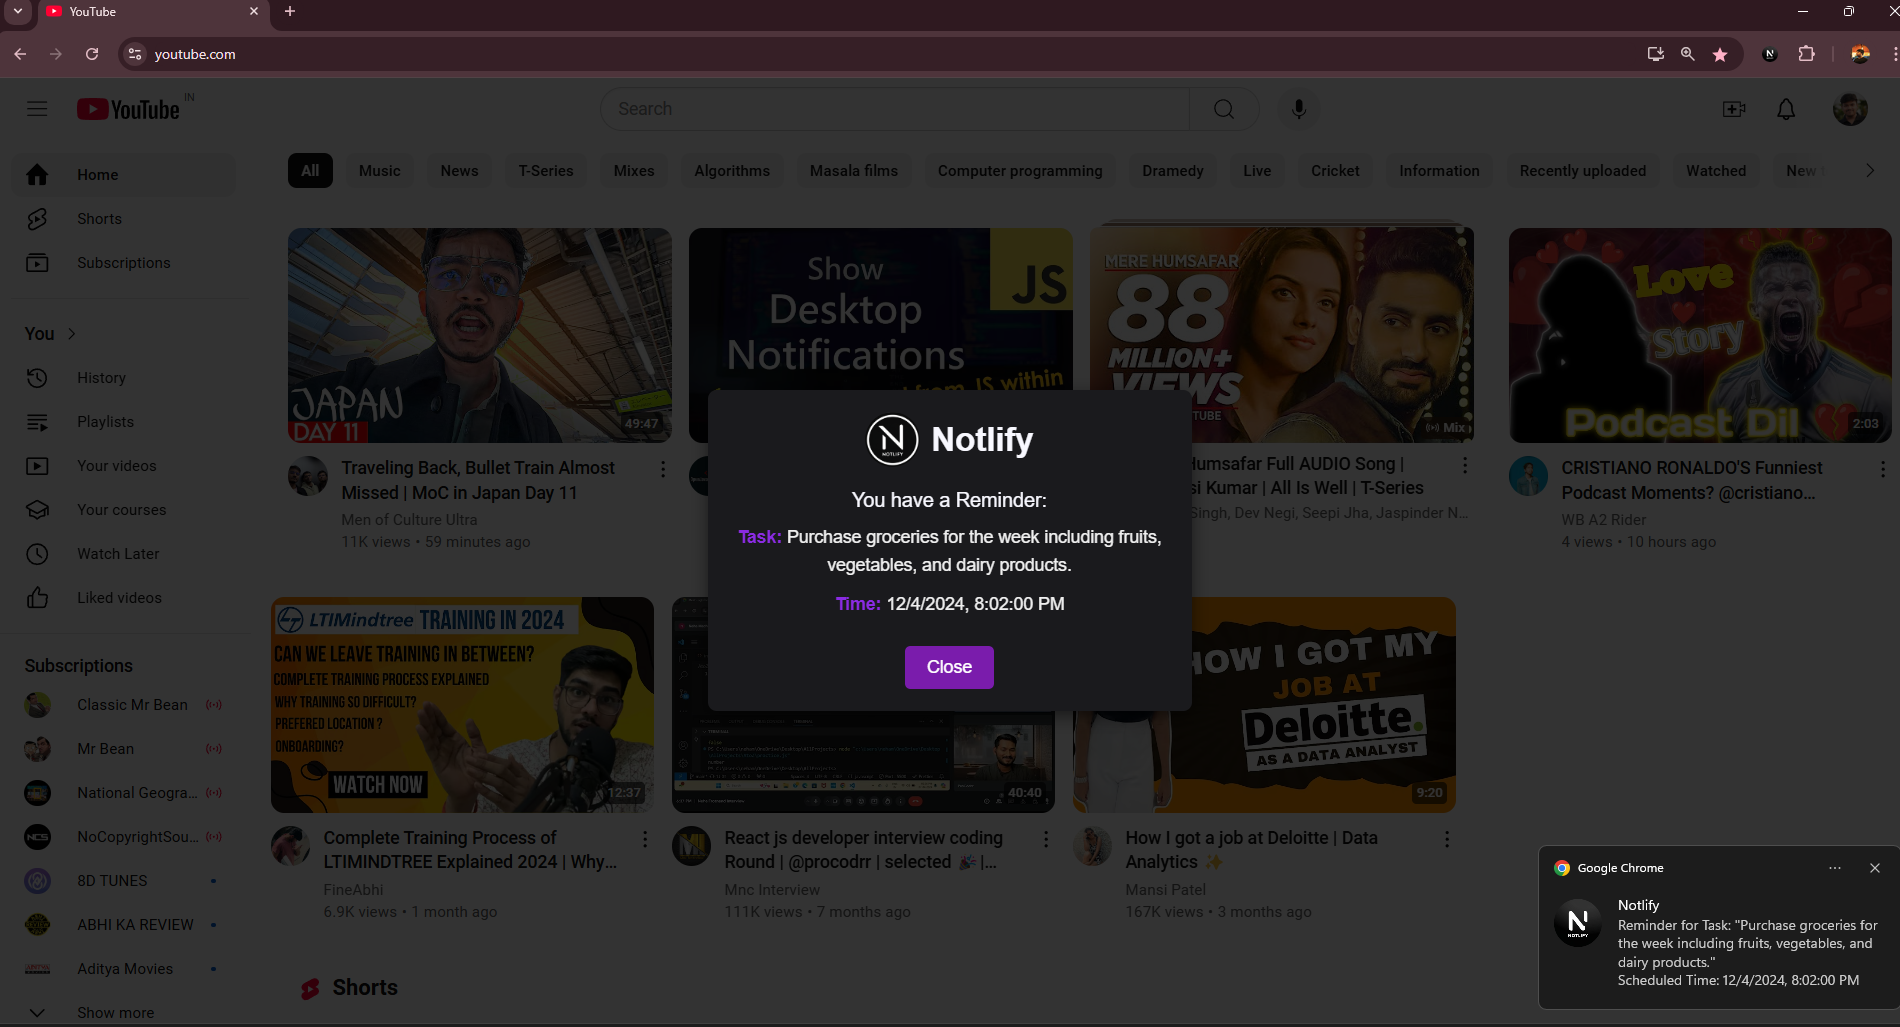 YouTube
youtube.com
YouTube IN
Search
Home
Shorts
Subscriptions
You
History
Playlists
Your videos
Your courses
Watch Later
Liked videos
Subscriptions
Classic Mr Bean
Mr Bean
National Geogra...
NoCopyrightSou...
NCS
8D TUNES
ABHI KA REVIEW
Aditya Movies
Show more
All
Music
News
T-Series
Mixes
Algorithms
Masala films
Computer programming
Dramedy
Live
Cricket
Information
Recently uploaded
Watched
New
JAPAN
DAY 11
49:47
Traveling Back, Bullet Train Almost
Missed | MoC in Japan Day 11
Men of Culture Ultra
11K views • 59 minutes ago
Show
Desktop
Notifications
JS
from JS within
MERE HUMSAFAR
88
MILLION+
VIEWS
TUBE
Mix
Humsafar Full AUDIO Song |
si Kumar | All Is Well | T-Series
Singh, Dev Negi, Seepi Jha, Jaspinder N...
Love
Story
Podcast Dil
2:03
CRISTIANO RONALDO'S Funniest
Podcast Moments? @cristiano...
WB A2 Rider
4 views • 10 hours ago
N
NOTLIFY
Notlify
You have a Reminder:
Task: Purchase groceries for the week including fruits,
vegetables, and dairy products.
Time: 12/4/2024, 8:02:00 PM
Close
LTIMindtree TRAINING IN 2024
CAN WE LEAVE TRAINING IN BETWEEN?
COMPLETE TRAINING PROCESS EXPLAINED
WHY TRAINING SO DIFFICULT?
PREFERED LOCATION ?
ONBOARDING?
WATCH NOW
12:37
Complete Training Process of
LTIMINDTREE Explained 2024 | Why...
FineAbhi
6.9K views • 1 month ago
40:40
React js developer interview coding
Round | @procodrr | selected 🎉 |...
Mnc Interview
111K views • 7 months ago
HOW I GOT MY
JOB AT
Deloitte.
AS A DATA ANALYST
9:20
How I got a job at Deloitte | Data
Analytics ✨
Mansi Patel
167K views • 3 months ago
Shorts
Google Chrome
N
NOTLIFY
Notlify
Reminder for Task: "Purchase groceries for
the week including fruits, vegetables, and
dairy products."
Scheduled Time: 12/4/2024, 8:02:00 PM